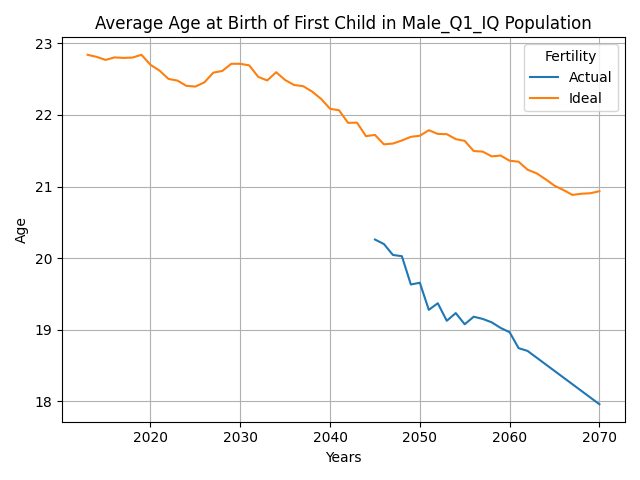 Average Age at Birth of First Child in Male_Q1_IQ Population
Fertility
Actual
Ideal
23
22
21
20
19
18
Age
2020 2030 2040 2050 2060 2070
Years